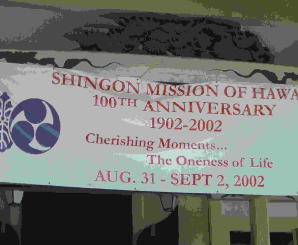 SHINGON MISSION OF HAWA
100TH ANNIVERSARY
1902-2002
Cherishing Moments...
The Oneness of Life
AUG. 31 - SEPT 2, 2002